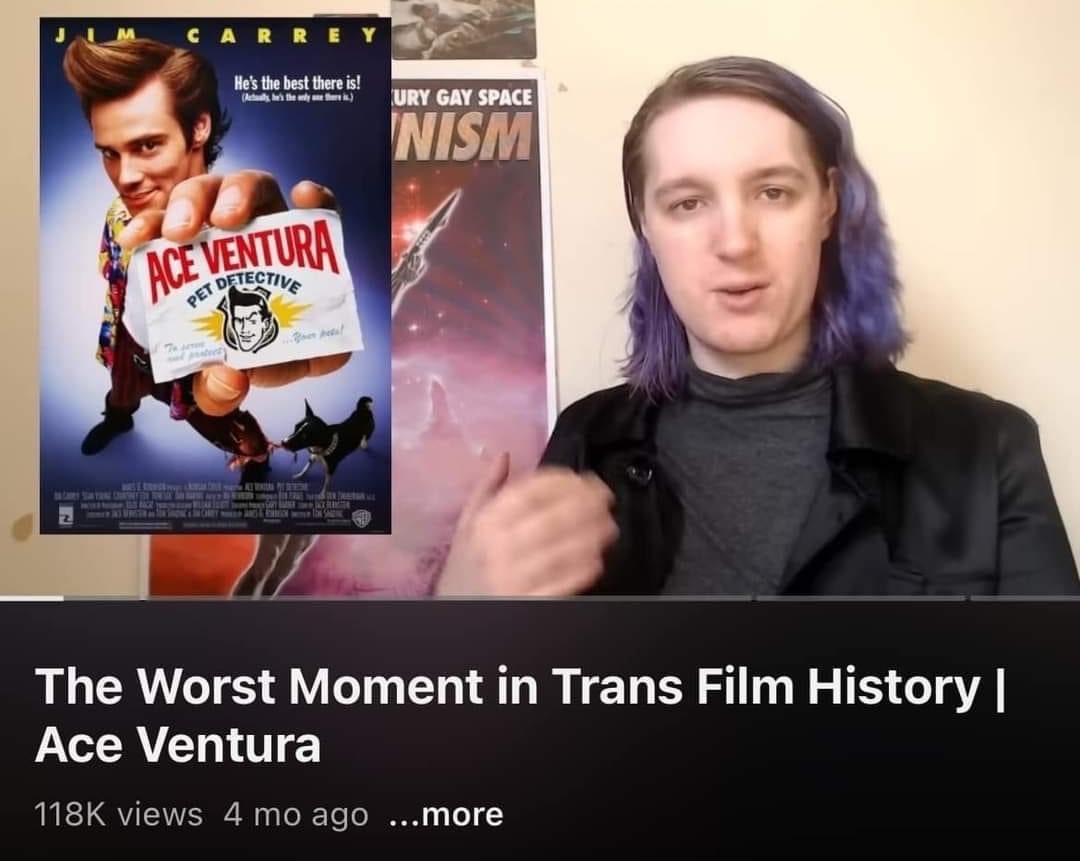 JIM CARREY
He's the best there is!
(Actually, he's the only one there is.)
ACE VENTURA
PET DETECTIVE
To serve
and protect
...Your pets!
URY GAY SPACE
NISM
The Worst Moment in Trans Film History |
Ace Ventura
118K views 4 mo ago ...more